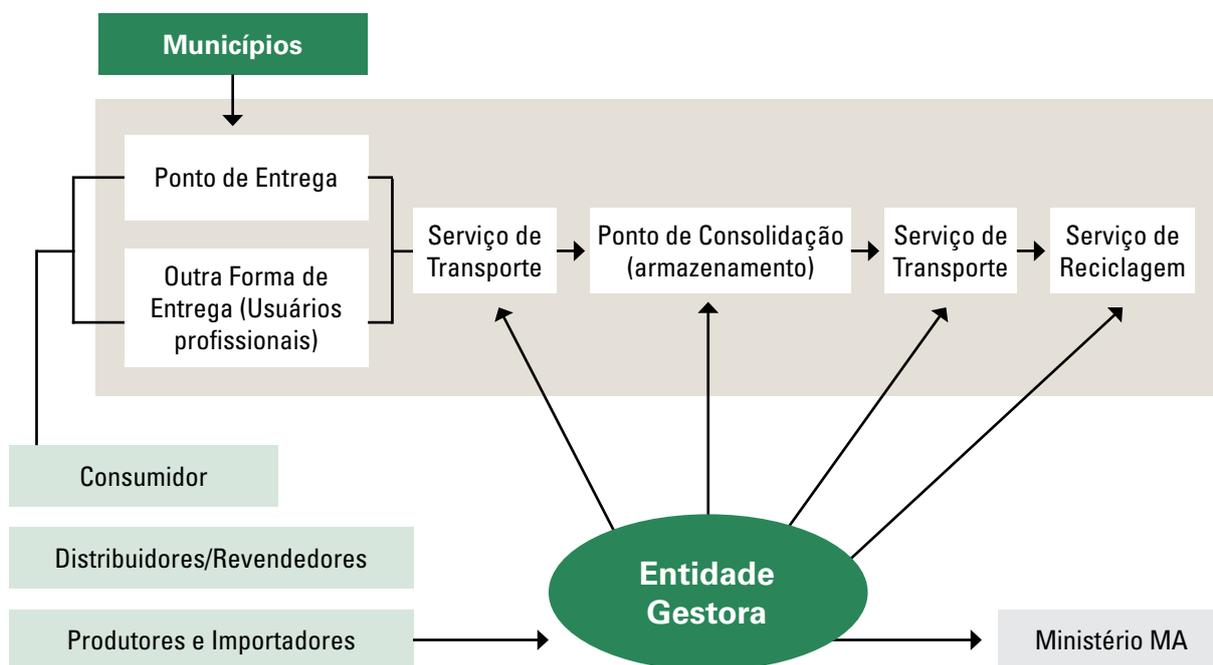 Municípios
Ponto de Entrega
Outra Forma de
Entrega (Usuários
profissionais)
Serviço de
Transporte
Ponto de Consolidação
(armazenamento)
Serviço de
Transporte
Serviço de
Reciclagem
Consumidor
Distribuidores/Revendedores
Produtores e Importadores
Entidade
Gestora
Ministério MA